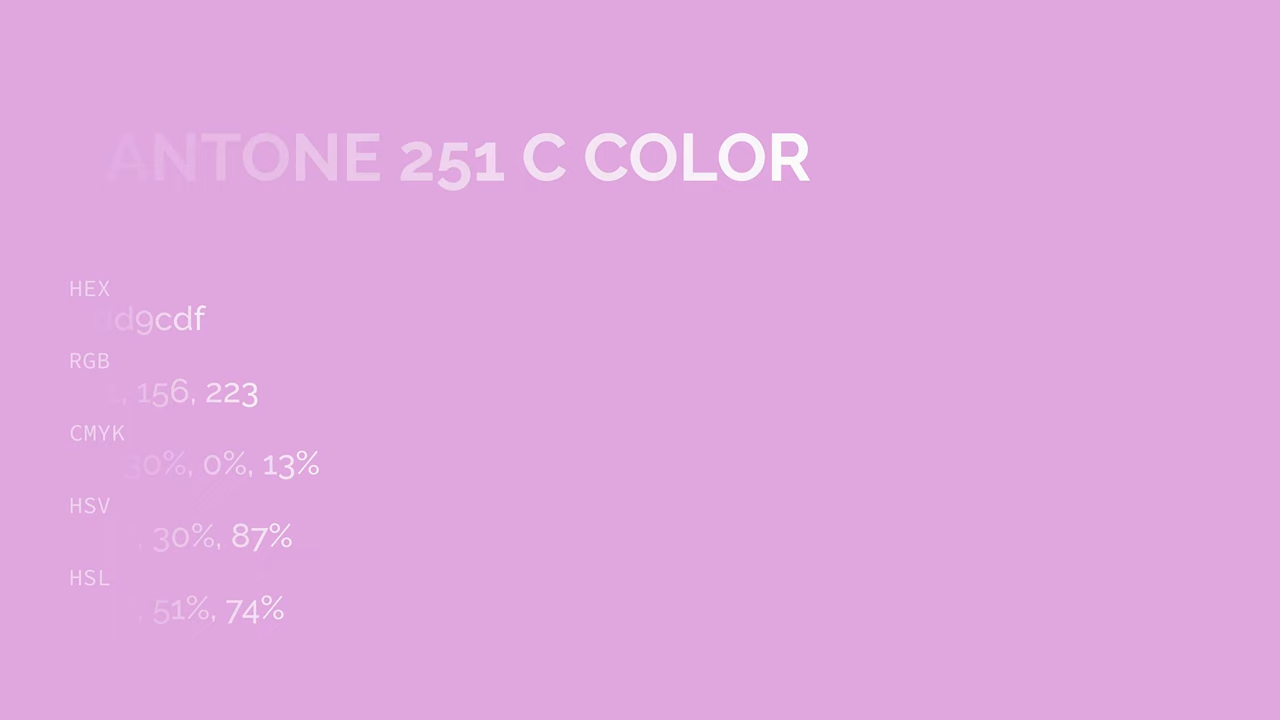 ANTONE 251 C COLOR
HEX
d9cdf
RGB
, 156, 223
CMYK
30%, 0%, 13%
HSV
, 30%, 87%
HSL
, 51%, 74%